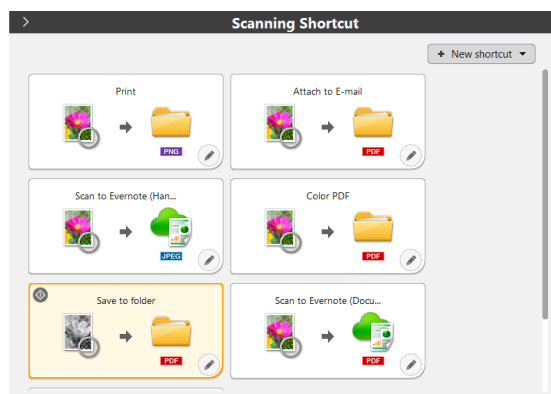 Scanning Shortcut
+ New shortcut
Print
PNG
Attach to E-mail
PDF
Scan to Evernote (Han...
JPEG
Color PDF
PDF
Save to folder
PDF
Scan to Evernote (Docu...
PDF